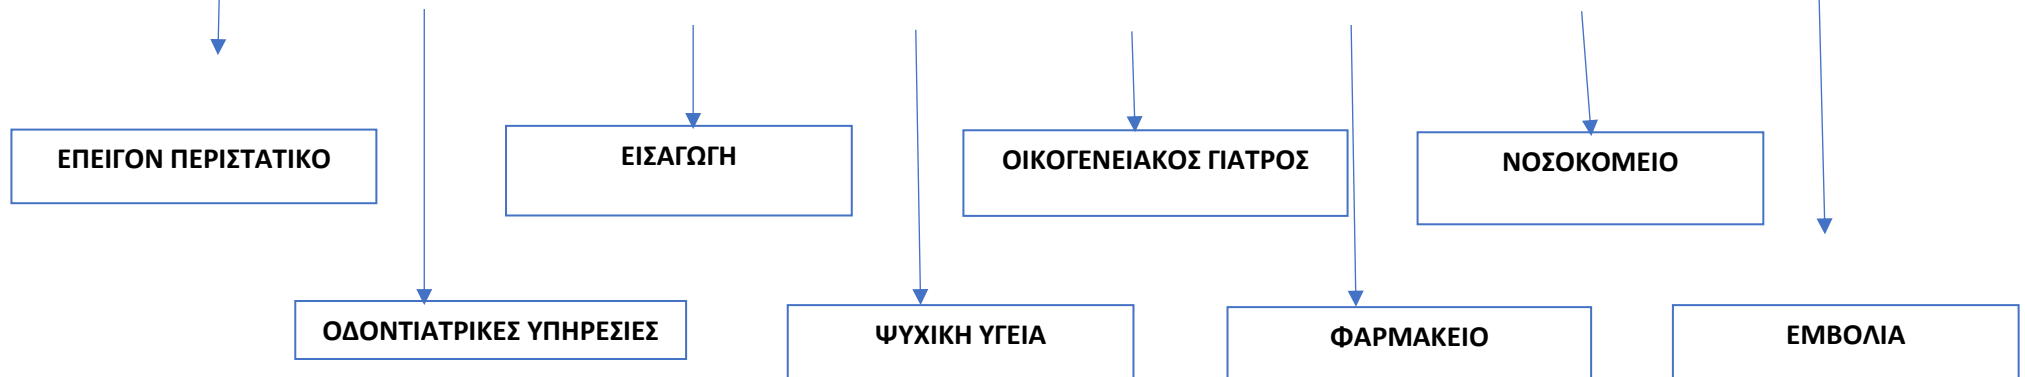 ΕΠΕΙΓΟΝ ΠΕΡΙΣΤΑΤΙΚΟ
ΕΙΣΑΓΩΓΗ
ΟΙΚΟΓΕΝΕΙΑΚΟΣ ΓΙΑΤΡΟΣ
ΝΟΣΟΚΟΜΕΙΟ
ΟΔΟΝΤΙΑΤΡΙΚΕΣ ΥΠΗΡΕΣΙΕΣ
ΨΥΧΙΚΗ ΥΓΕΙΑ
ΦΑΡΜΑΚΕΙΟ
ΕΜΒΟΛΙΑ